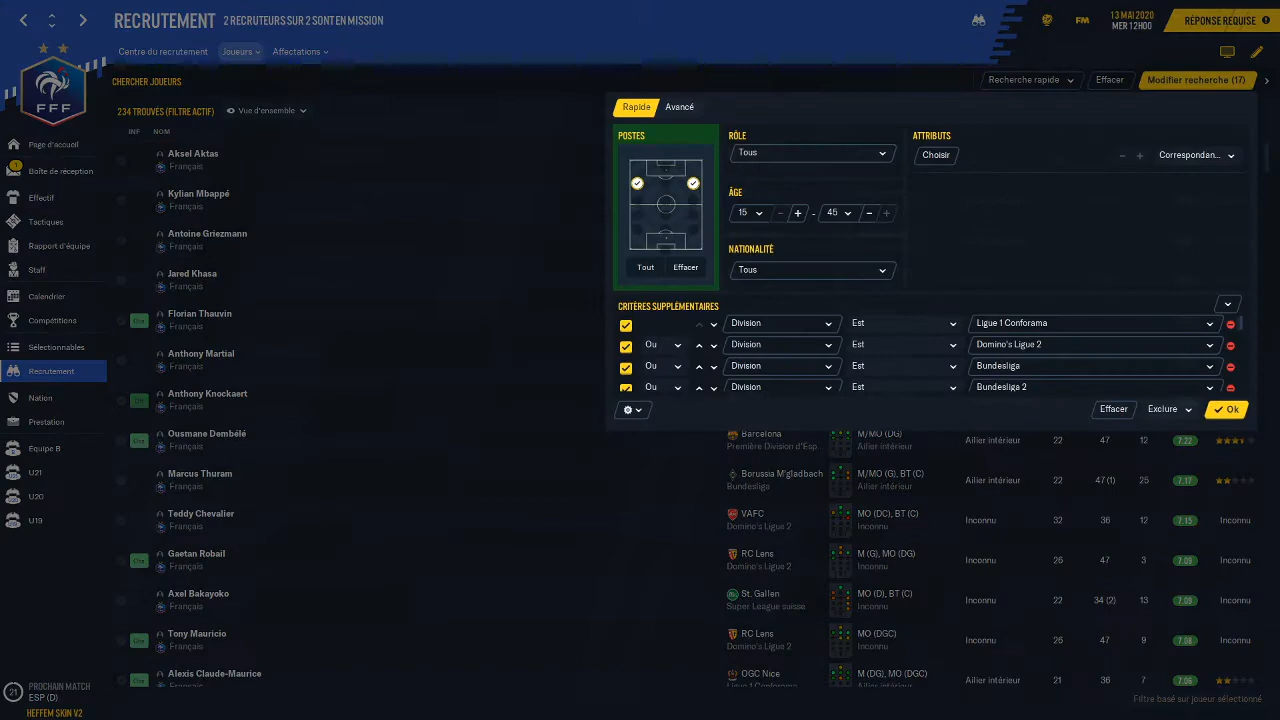 RECRUTEMENT 2 RECRUTEURS SUR 2 SONT EN MISSION
FM
13 MAI 2020
MER 12H00
RÉPONSE REQUISE
Centre du recrutement Joueurs Affectations
FFF
CHERCHER JOUEURS
Recherche rapide Effacer Modifier recherche (17)
234 TROUVÉS (FILTRE ACTIF) Vue d'ensemble
INF NOM
Page d'accueil
1
Boîte de réception
Effectif
Tactiques
Rapport d'équipe
Staff
Calendrier
Compétitions
Sélectionnables
Recrutement
Nation
Prestation
Équipe B
U21
U20
U19
21 PROCHAIN MATCH
ESP (D)
HEFFEM SKIN V2
Aksel Aktas
Français
Kylian Mbappé
Français
Antoine Griezmann
Français
Jared Khasa
Français
Florian Thauvin
Français
Anthony Martial
Français
Anthony Knockaert
Français
Rapide Avancé
POSTES
Tout Effacer
RÔLE
Tous
ÂGE
15 - + - 45 - +
NATIONALITÉ
Tous
ATTRIBUTS
Choisir
- + Correspondan...
CRITÈRES SUPPLÉMENTAIRES
Division Est Ligue 1 Conforama
Ou Division Est Domino's Ligue 2
Ou Division Est Bundesliga
Ou Division Est Bundesliga 2
Effacer Exclure Ok
Ousmane Dembélé Barcelona M/MO (DG) Ailier intérieur 22 47 12 7.22
Français Première Division d'Esp Ailier intérieur
Marcus Thuram Borussia M'gladbach M/MO (G), BT (C) Ailier intérieur 22 47 (1) 25 7.17
Français Bundesliga Ailier intérieur
Teddy Chevalier VAFC MO (DC), BT (C) Inconnu 32 36 12 7.15 Inconnu
Français Domino's Ligue 2 Inconnu
Gaetan Robail RC Lens M (G), MO (DG) Inconnu 26 47 3 7.09 Inconnu
Français Domino's Ligue 2 Inconnu
Axel Bakayoko St. Gallen MO (D), BT (C) Inconnu 22 34 (2) 13 7.09 Inconnu
Français Super League suisse Inconnu
Tony Mauricio RC Lens MO (DGC) Inconnu 26 47 9 7.08 Inconnu
Français Domino's Ligue 2 Inconnu
Alexis Claude-Maurice OGC Nice M (DG), MO (DGC) Inconnu 21 36 7 7.06
Français Ligue 1 Conforama Inconnu
Filtre basé sur joueur sélectionné